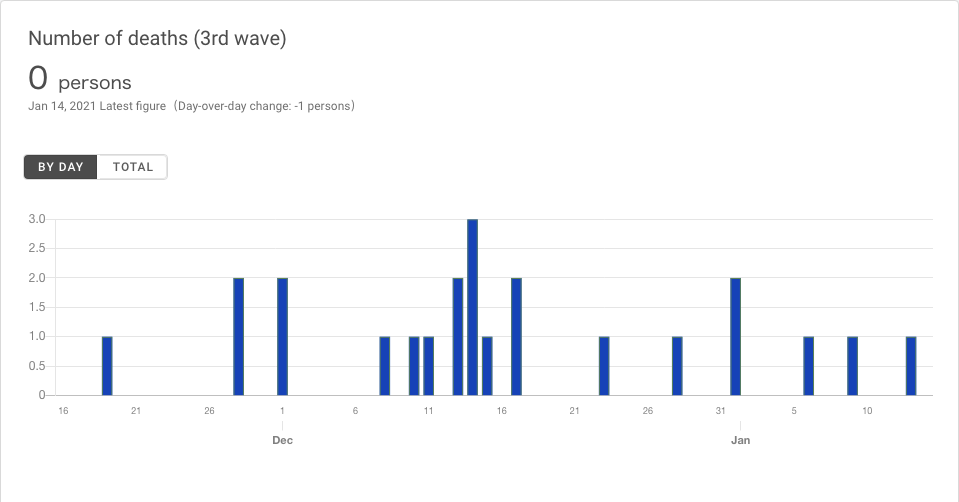 Number of deaths (3rd wave)
0 persons
Jan 14, 2021 Latest figure（Day-over-day change: -1 persons）
BY DAY TOTAL
3.0
2.5
2.0
1.5
1.0
0.5
0
16 21 26 1 6 11 16 21 26 31 5 10
Dec Jan